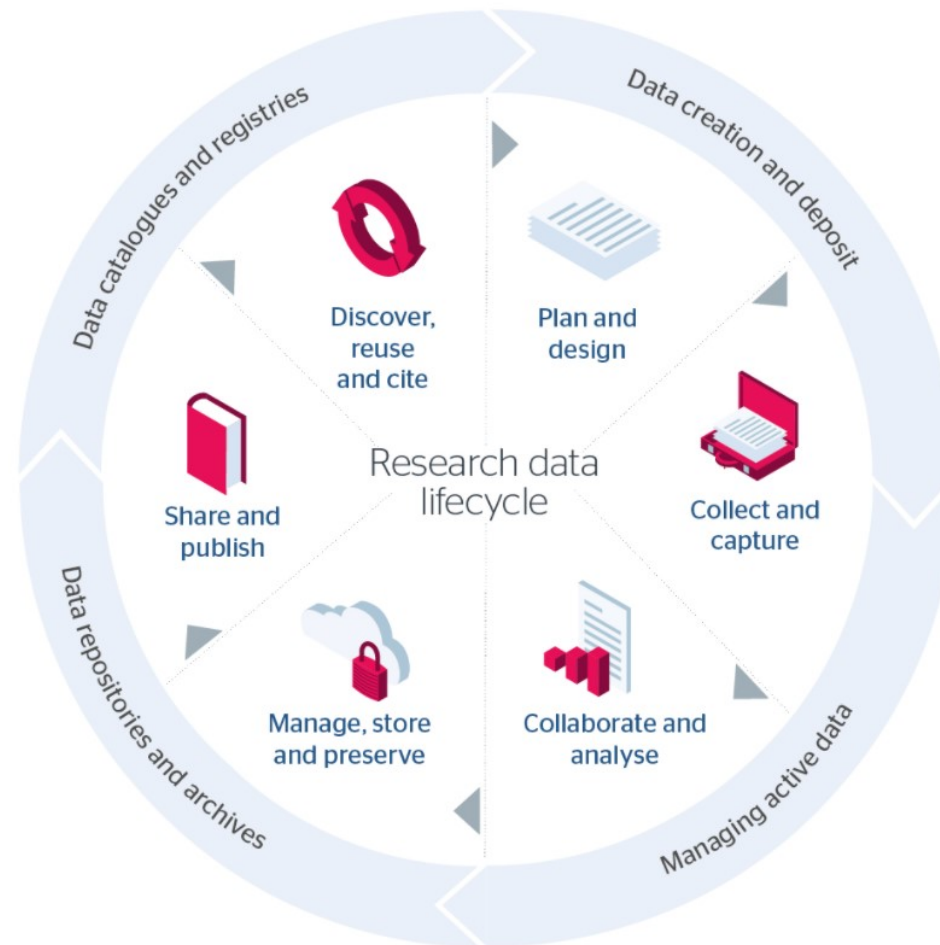 Data catalogues and registries
Data creation and deposit
Discover,
reuse
and cite
Plan and
design
Share and
publish
Research data
lifecycle
Collect and
capture
Manage, store
and preserve
Collaborate and
analyse
Data repositories and archives
Managing active data